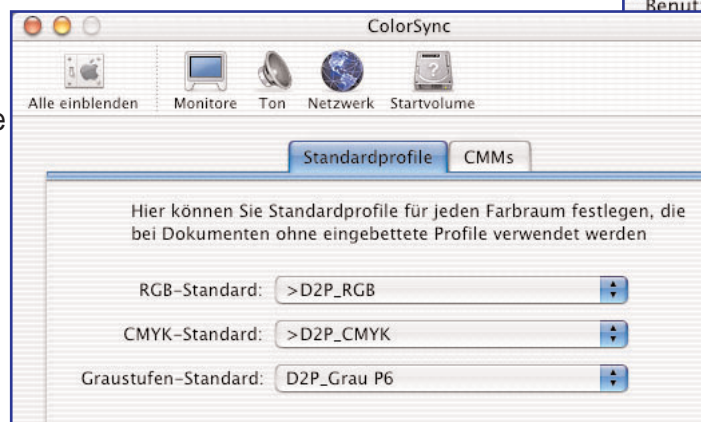 Benut
ColorSync
Alle einblenden Monitore Ton Netzwerk Startvolume
e
Standardprofile CMMs
Hier können Sie Standardprofile für jeden Farbraum festlegen, die
bei Dokumenten ohne eingebettete Profile verwendet werden
RGB-Standard: >D2P_RGB
CMYK-Standard: >D2P_CMYK
Graustufen-Standard: D2P_Grau P6